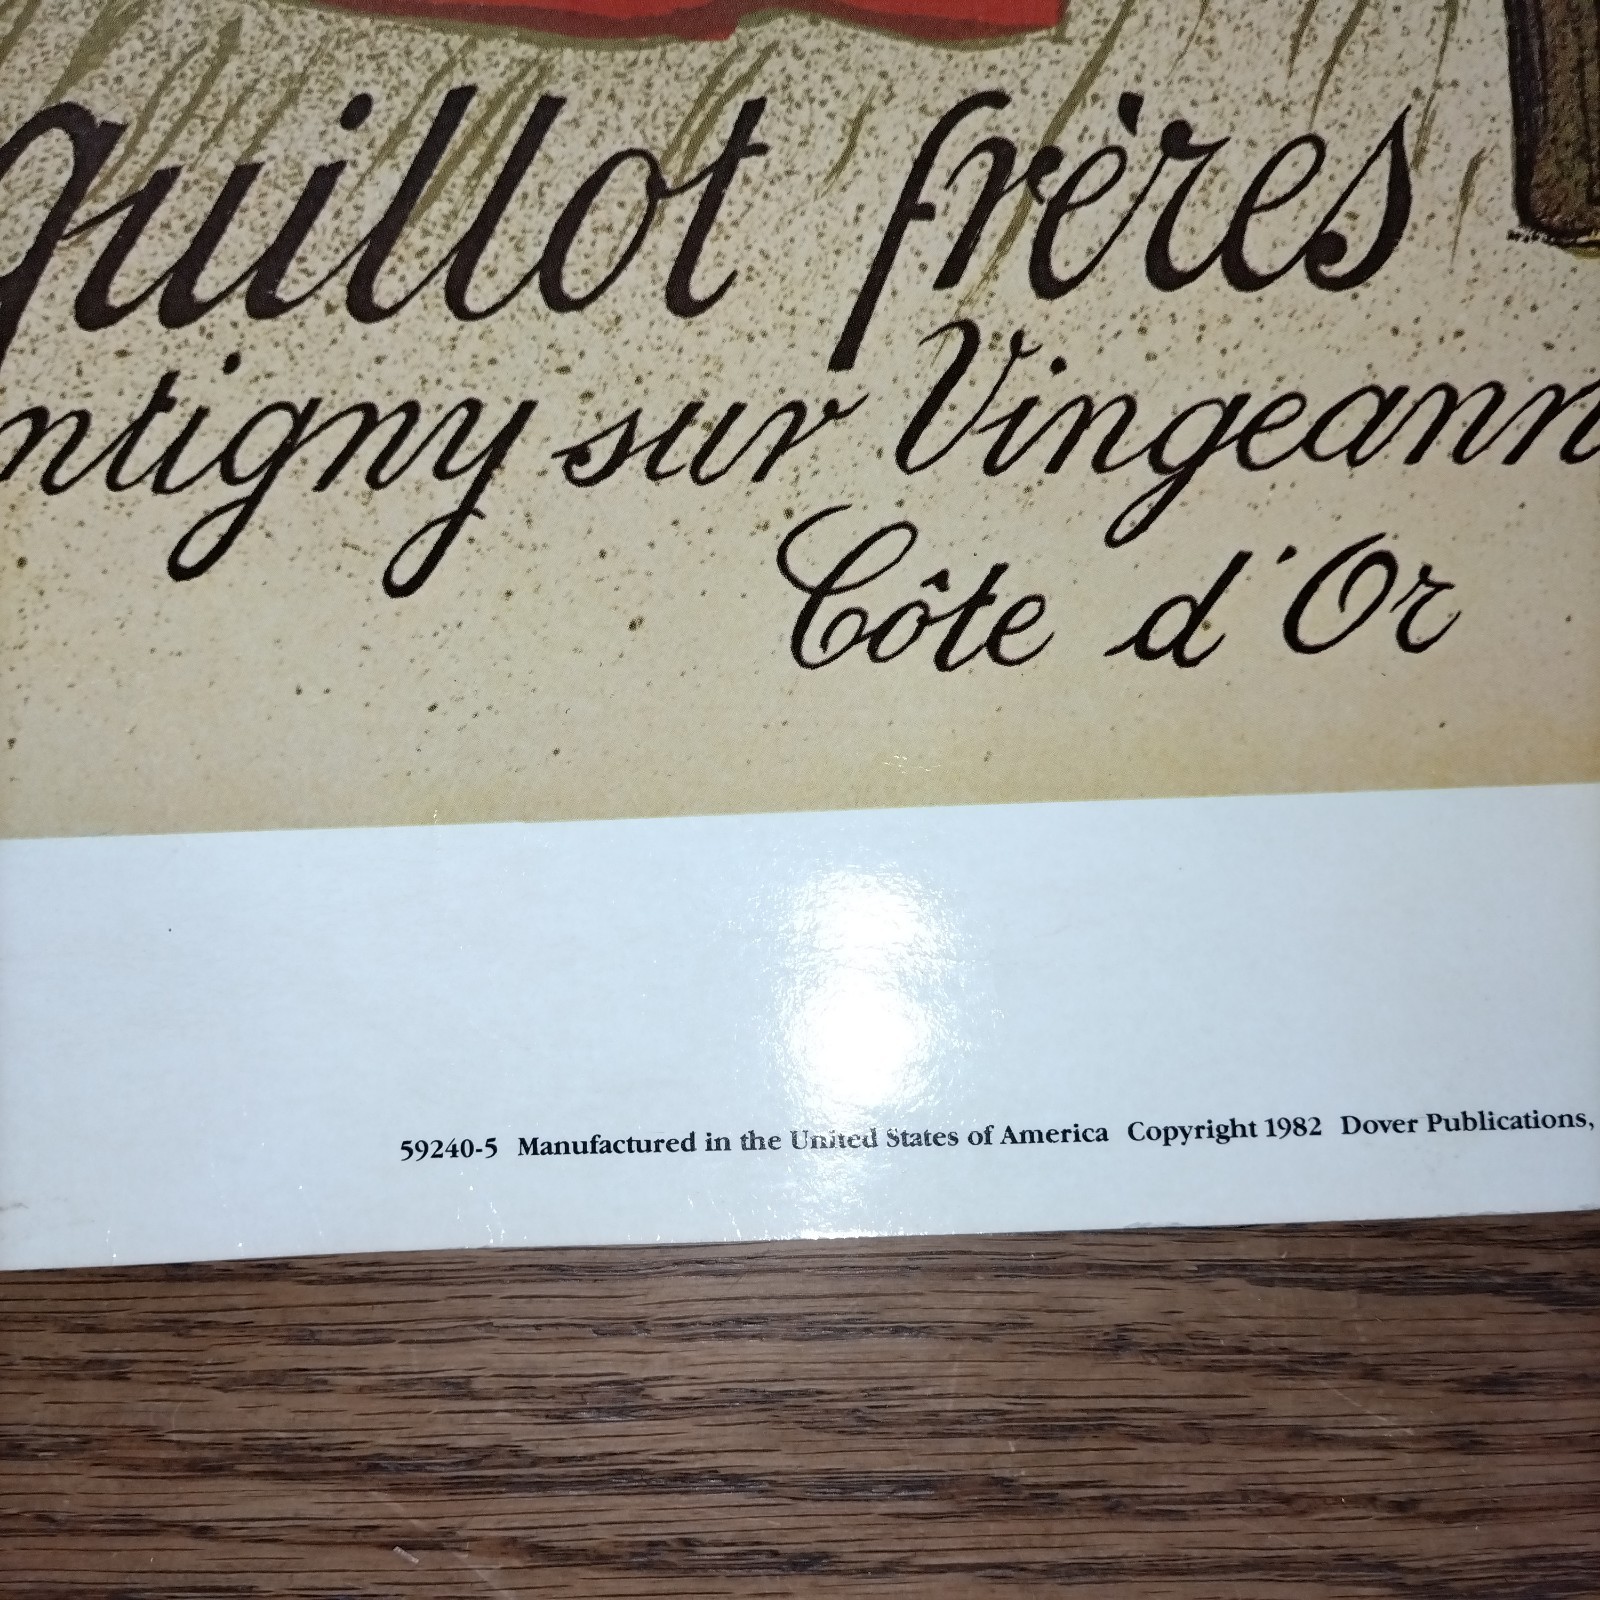 quillot frères
ntigny sur Vingeann
Côte d'Or
59240-5 Manufactured in the United States of America Copyright 1982 Dover Publications,